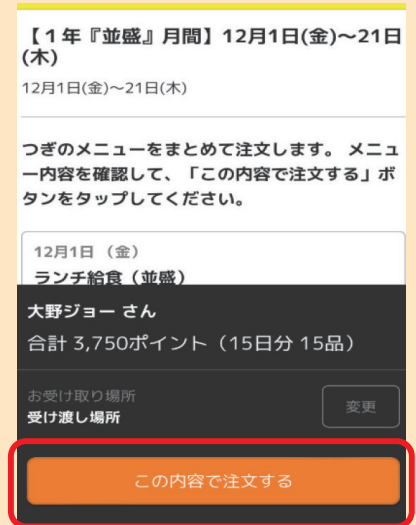 【１年『並盛』月間】12月1日(金)〜21日
(木)
12月1日(金)〜21日(木)
つぎのメニューをまとめて注文します。 メニュ
ー内容を確認して、「この内容で注文する」ボ
タンをタップしてください。
12月1日 （金）
ランチ給食（並盛）
大野ジョー さん
合計 3,750ポイント（15日分 15品）
お受け取り場所
受け渡し場所
変更
この内容で注文する